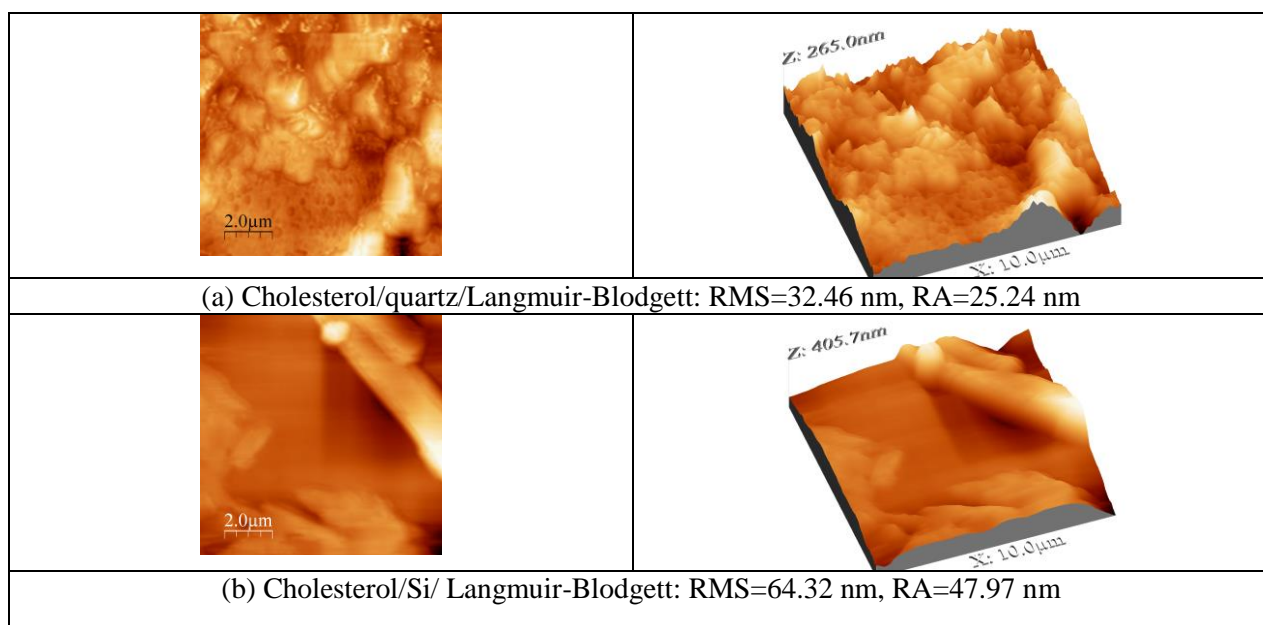 2.0µm
Z: 265.0nm
X: 10.0µm
(a) Cholesterol/quartz/Langmuir-Blodgett: RMS=32.46 nm, RA=25.24 nm
2.0µm
Z: 405.7nm
X: 10.0µm
(b) Cholesterol/Si/ Langmuir-Blodgett: RMS=64.32 nm, RA=47.97 nm